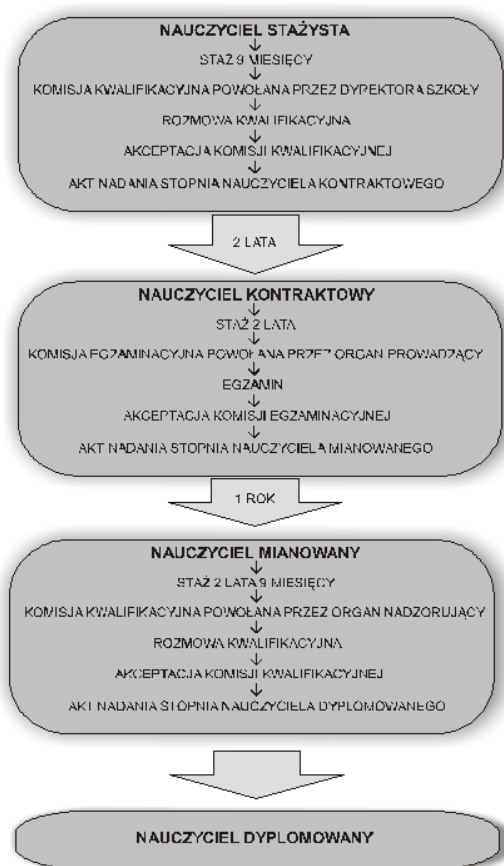 NAUCZYCIEL STAŻYSTA
STAŻ 9 MIESIĘCY
KOMISJA KWALIFIKACYJNA POWOŁANA PRZEZ DYREKTORA SZKOŁY
ROZMOWA KWALIFIKACYJNA
AKCEPTACJA KOMISJI KWALIFIKACYJNEJ
AKT NADANIA STOPNIA NAUCZYCIELA KONTRAKTOWEGO
2 LATA
NAUCZYCIEL KONTRAKTOWY
STAŻ 2 LATA
KOMISJA EGZAMINACYJNA POWOŁANA PRZEZ ORGAN PROWADZĄCY
EGZAMIN
AKCEPTACJA KOMISJI EGZAMINACYJNEJ
AKT NADANIA STOPNIA NAUCZYCIELA MIANOWANEGO
1 ROK
NAUCZYCIEL MIANOWANY
STAŻ 2 LATA 9 MIESIĘCY
KOMISJA KWALIFIKACYJNA POWOŁANA PRZEZ ORGAN NADZORUJĄCY
ROZMOWA KWALIFIKACYJNA
AKCEPTACJA KOMISJI KWALIFIKACYJNEJ
AKT NADANIA STOPNIA NAUCZYCIELA DYPLOMOWANEGO
NAUCZYCIEL DYPLOMOWANY